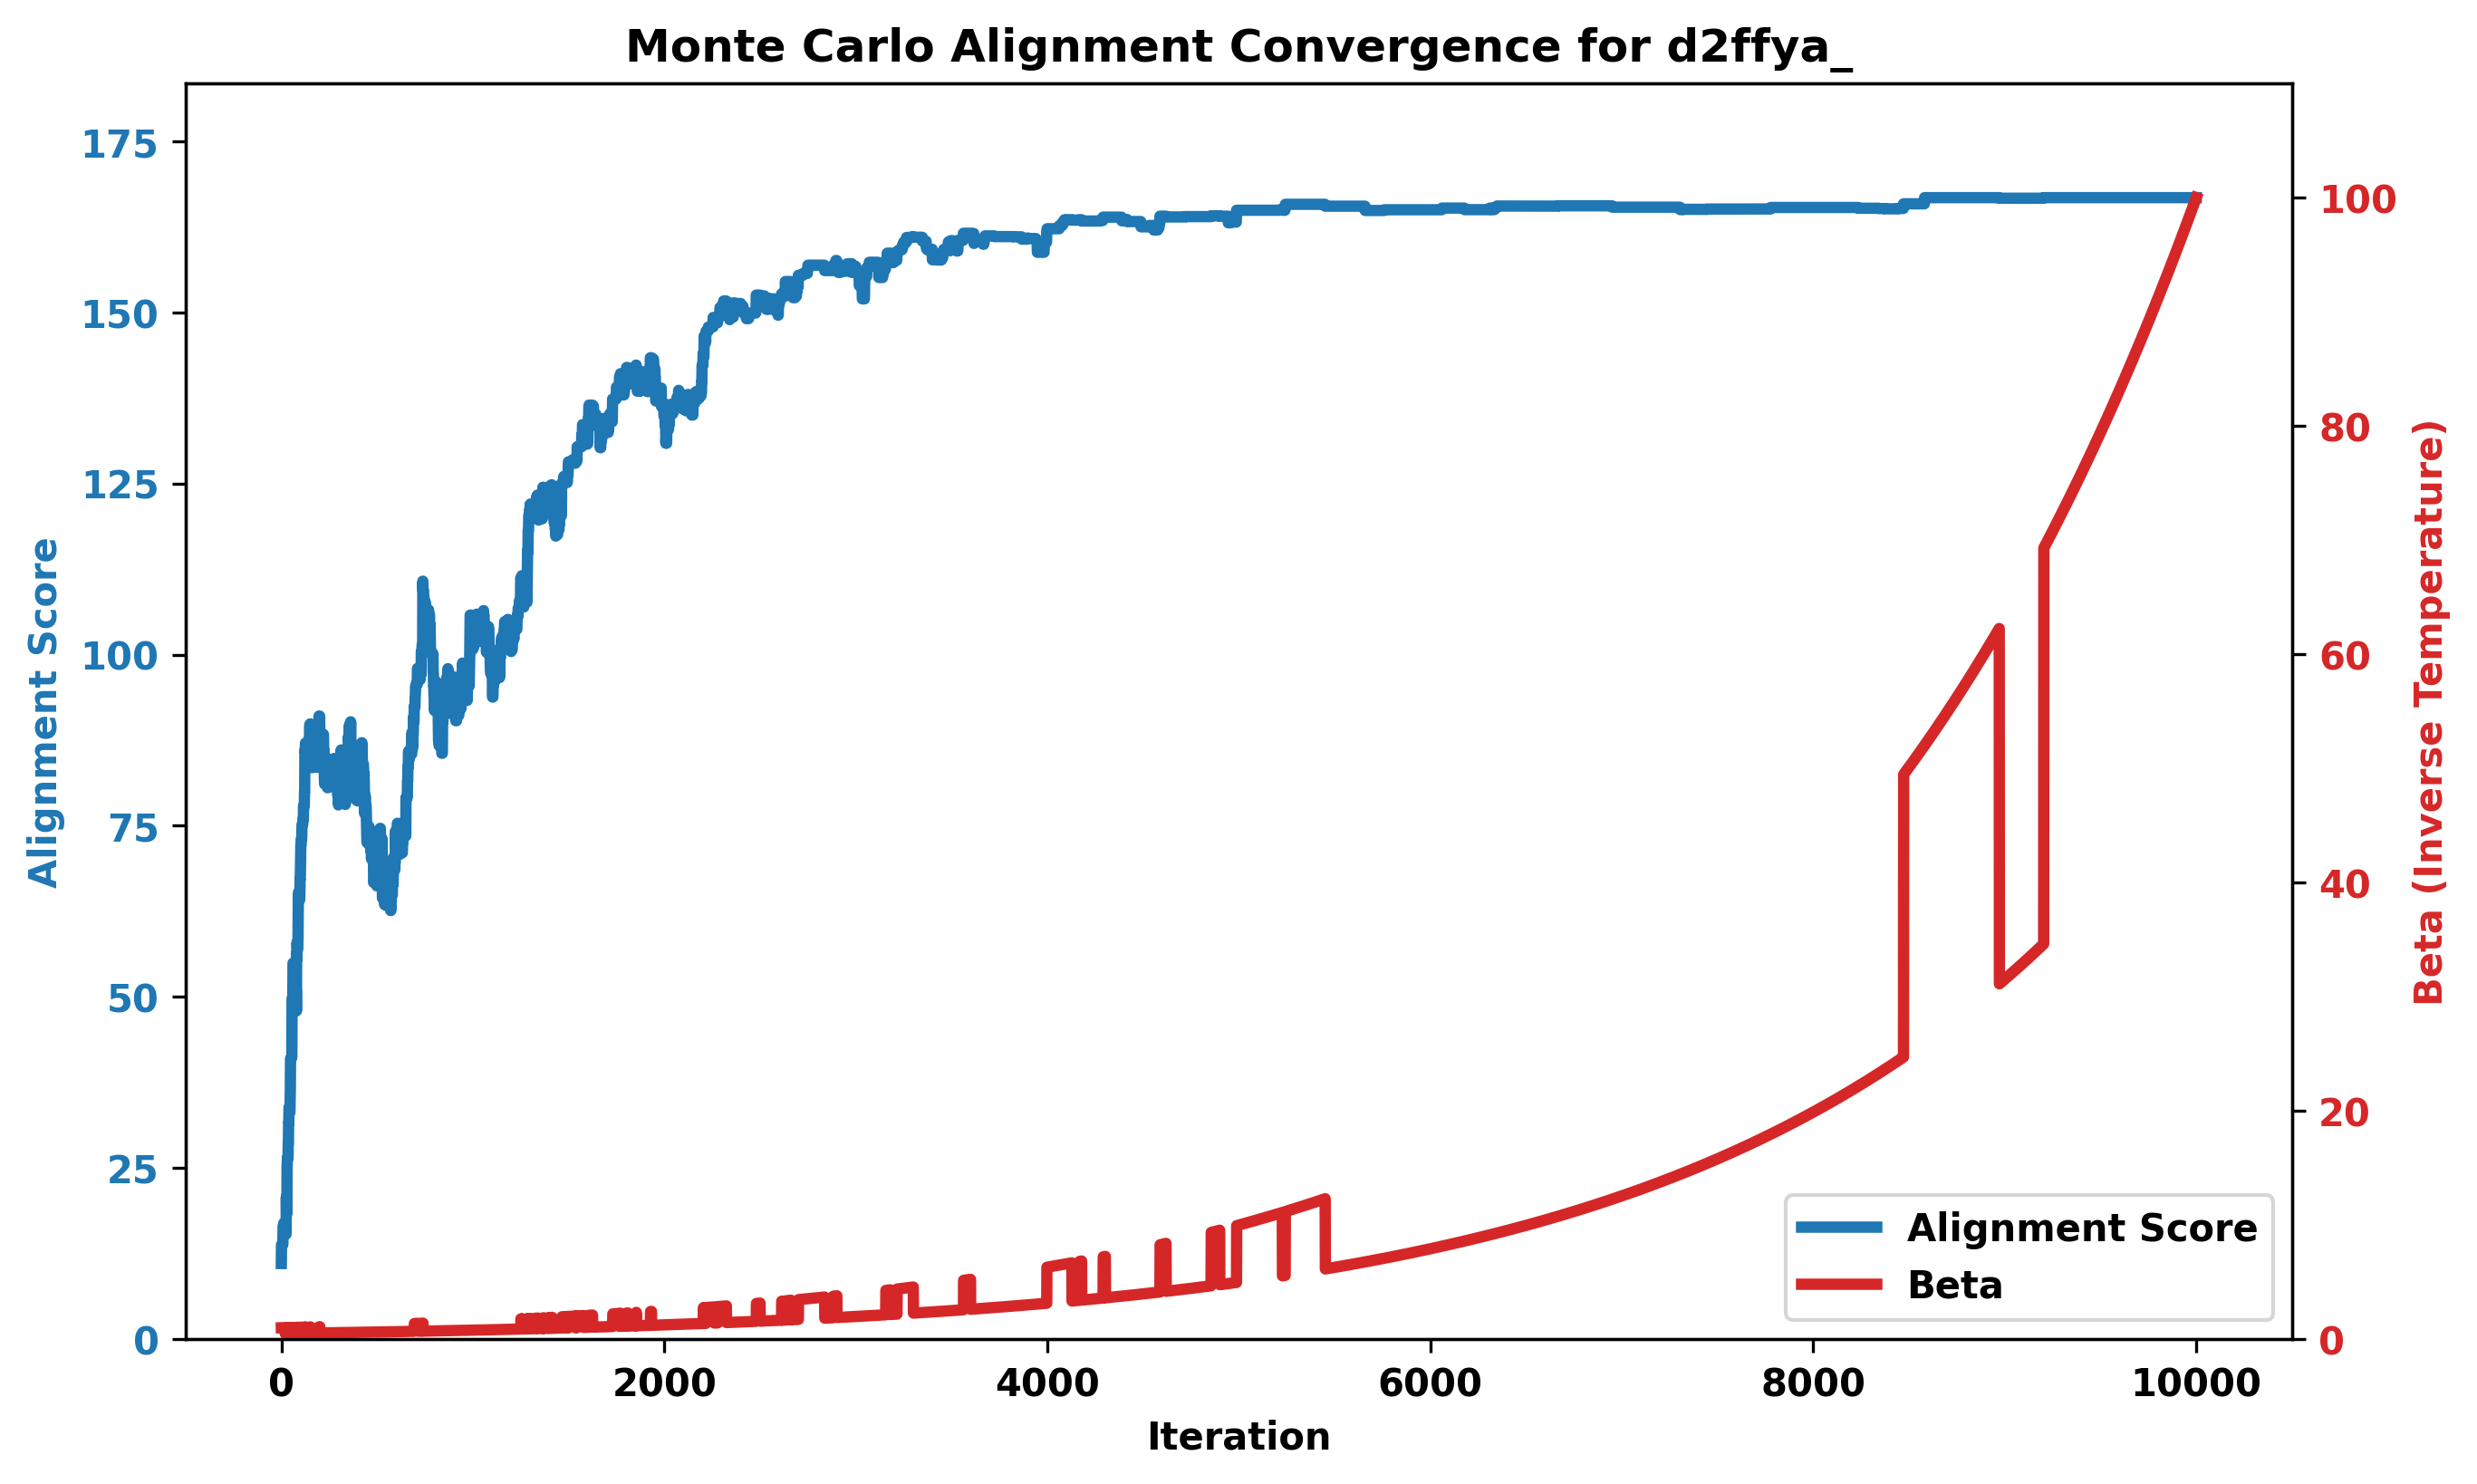 Monte Carlo Alignment Convergence for d2ffya_
175
150
125
100
75
50
25
0
Alignment Score
100
80
60
40
20
0
Beta (Inverse Temperature)
Alignment Score
Beta
0 2000 4000 6000 8000 10000
Iteration